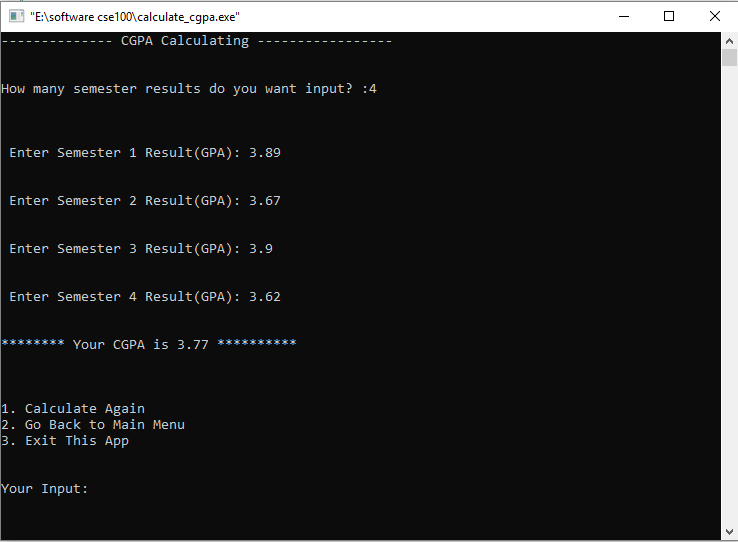 "E:\software cse100\calculate_cgpa.exe"
-------------- CGPA Calculating -----------------
How many semester results do you want input? :4
Enter Semester 1 Result(GPA): 3.89
Enter Semester 2 Result(GPA): 3.67
Enter Semester 3 Result(GPA): 3.9
Enter Semester 4 Result(GPA): 3.62
******** Your CGPA is 3.77 **********
1. Calculate Again
2. Go Back to Main Menu
3. Exit This App
Your Input: